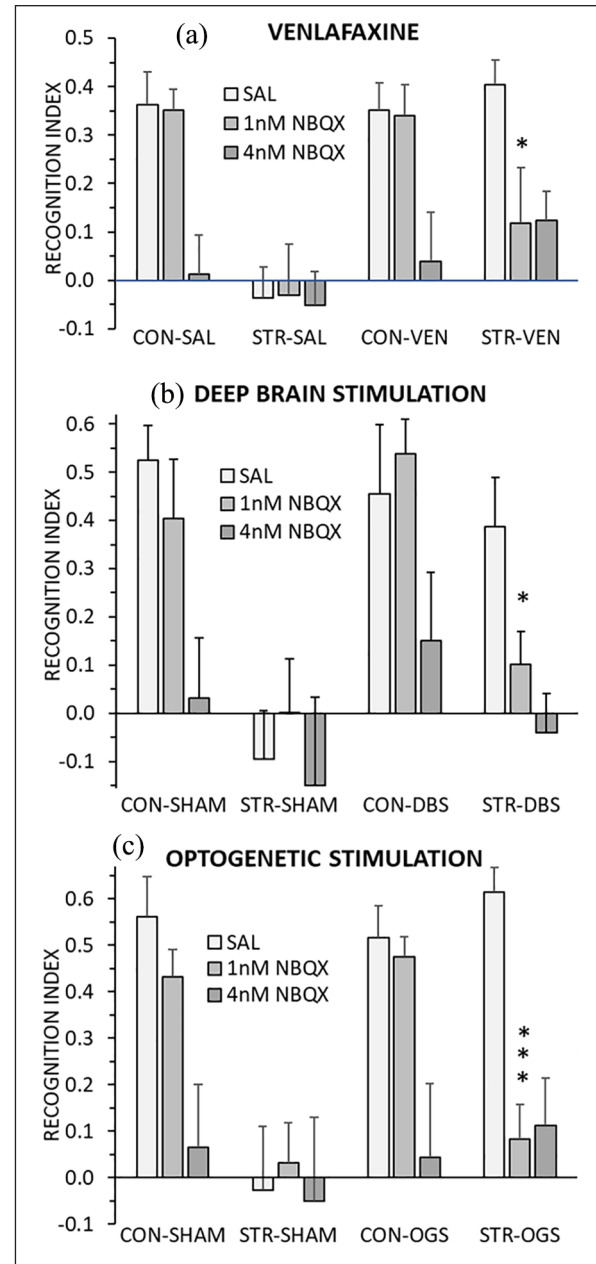 (a) VENLAFAXINE
RECOGNITION INDEX
0.5
0.4
0.3
0.2
0.1
0.0
-0.1
SAL
1nM NBQX
4nM NBQX
*
CON-SAL STR-SAL CON-VEN STR-VEN
(b) DEEP BRAIN STIMULATION
RECOGNITION INDEX
0.6
0.5
0.4
0.3
0.2
0.1
0.0
-0.1
SAL
1nM NBQX
4nM NBQX
*
CON-SHAM STR-SHAM CON-DBS STR-DBS
(c) OPTOGENETIC STIMULATION
RECOGNITION INDEX
0.6
0.5
0.4
0.3
0.2
0.1
0.0
-0.1
SAL
1nM NBQX
4nM NBQX
*
*
*
CON-SHAM STR-SHAM CON-OGS STR-OGS